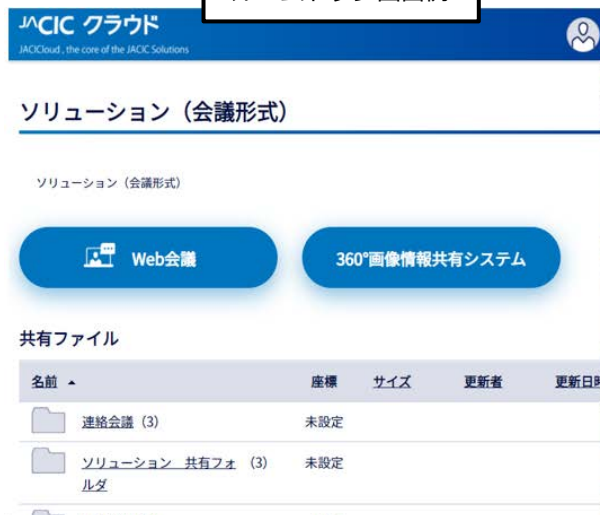 JACIC クラウド
JACICloud , the core of the JACIC Solutions
ソリューション（会議形式）
ソリューション（会議形式）
Web会議
360°画像情報共有システム
共有ファイル
名前 ▲ 座標 サイズ 更新者 更新日時
連絡会議 (3) 未設定
ソリューション 共有フォ (3) 未設定
ルダ